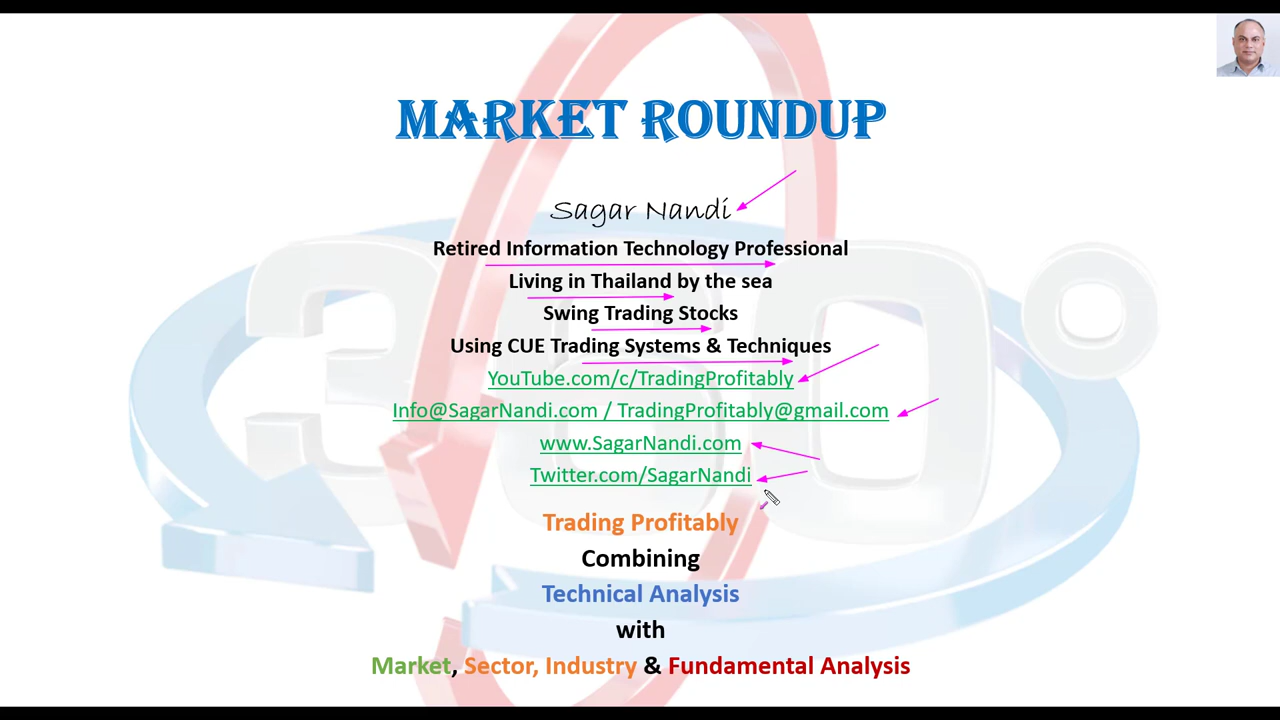 MARKET ROUNDUP
Sagar Nandi
Retired Information Technology Professional
Living in Thailand by the sea
Swing Trading Stocks
Using CUE Trading Systems & Techniques
YouTube.com/c/TradingProfitably
Info@SagarNandi.com / TradingProfitably@gmail.com
www.SagarNandi.com
Twitter.com/SagarNandi
Trading Profitably
Combining
Technical Analysis
with
Market, Sector, Industry & Fundamental Analysis
360°